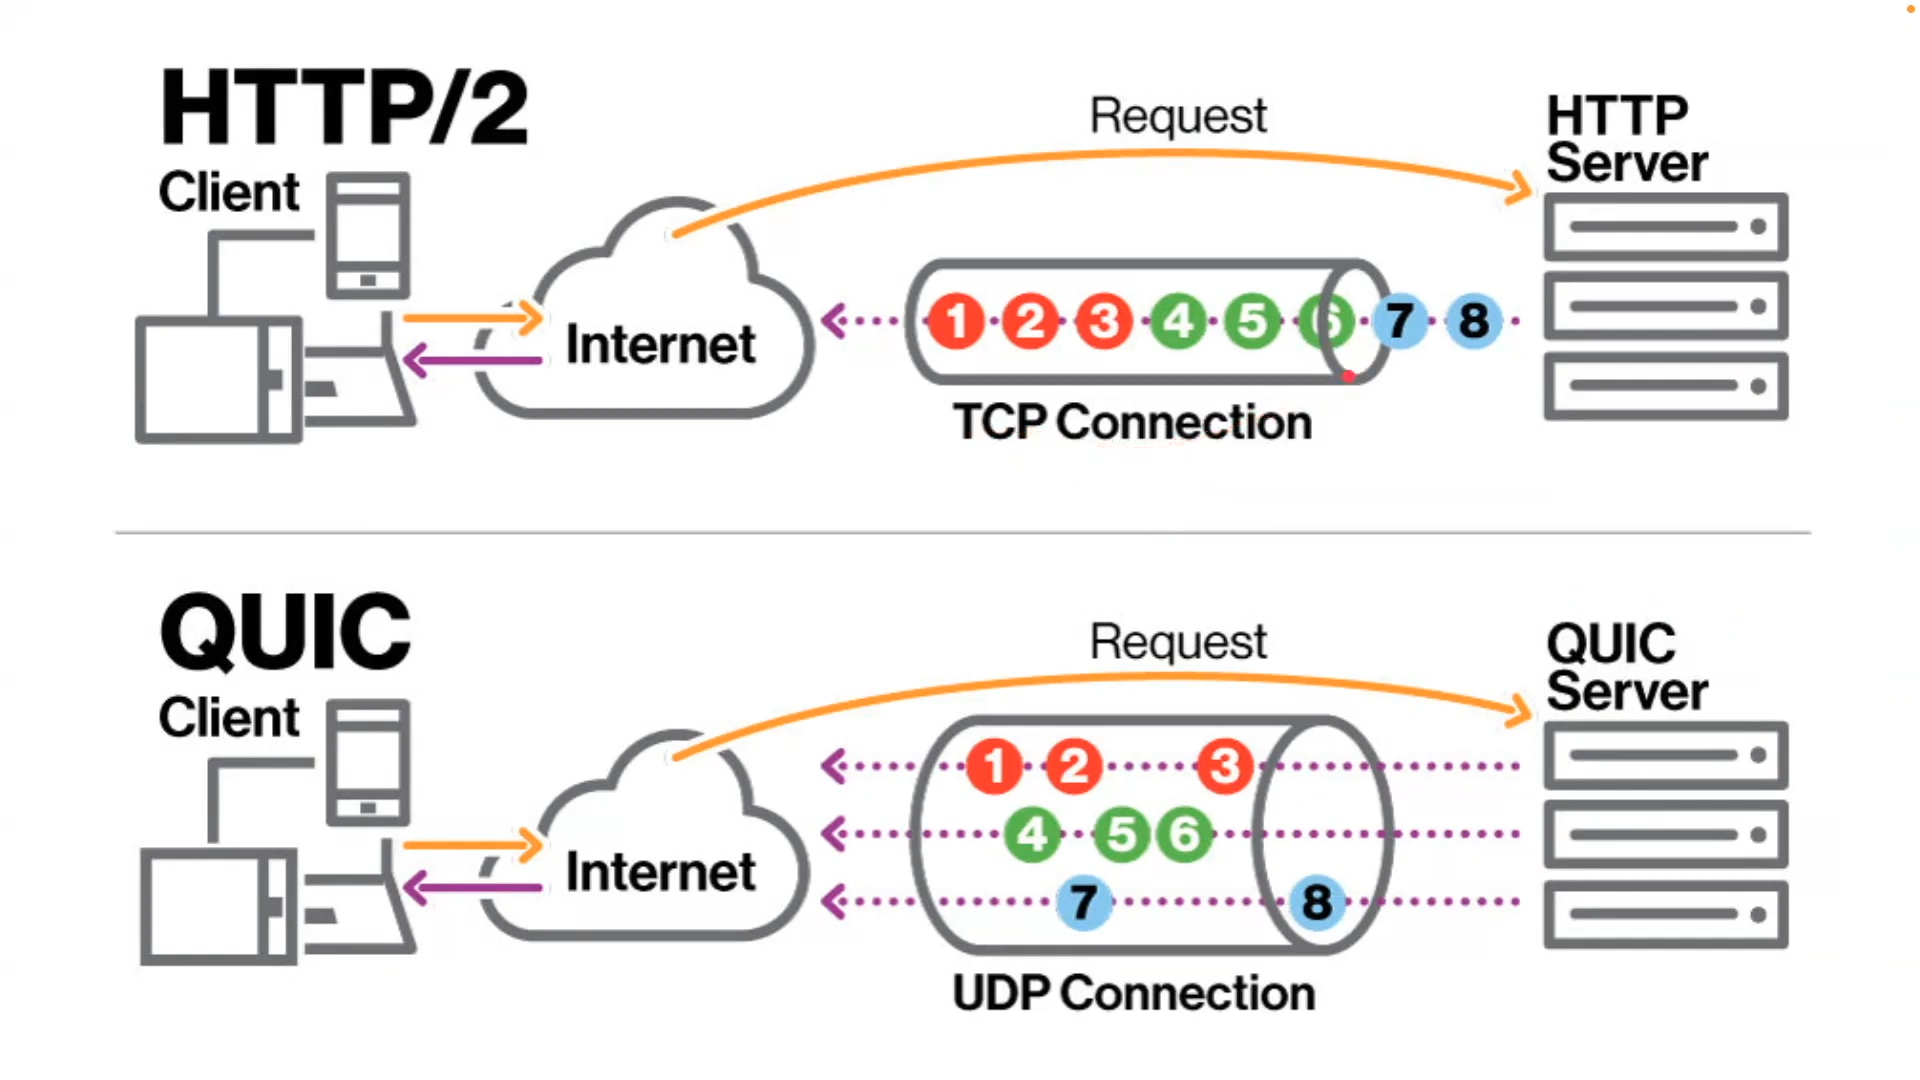 HTTP/2
Client
Internet
Request
1 2 3 4 5 6 7 8
TCP Connection
HTTP
Server
QUIC
Client
Internet
Request
1 2 3
4 5 6
7 8
UDP Connection
QUIC
Server